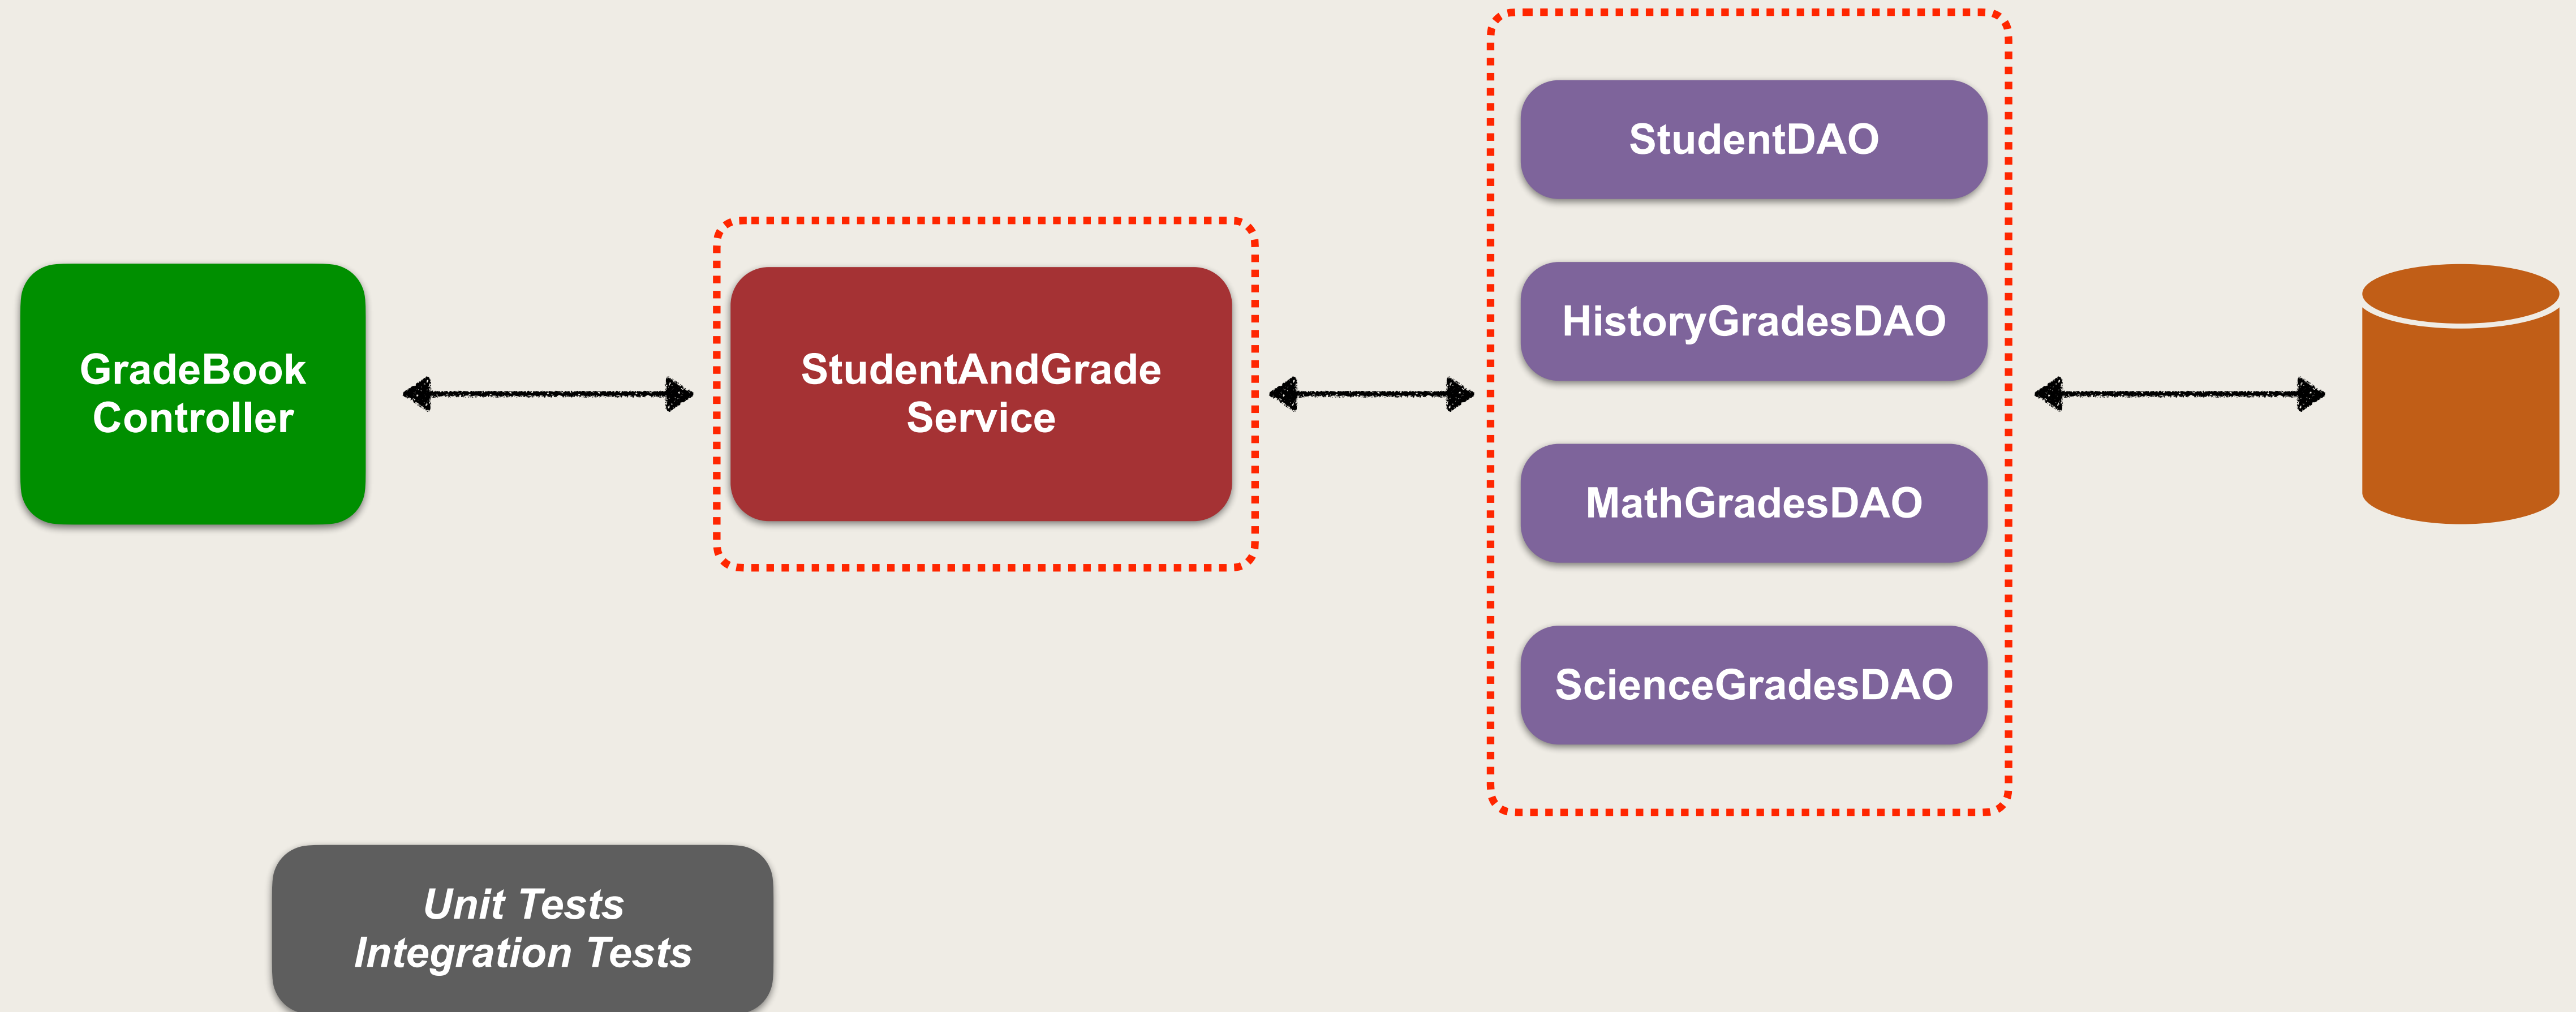 GradeBook
Controller
StudentAndGrade
Service
StudentDAO
HistoryGradesDAO
MathGradesDAO
ScienceGradesDAO
Unit Tests
Integration Tests